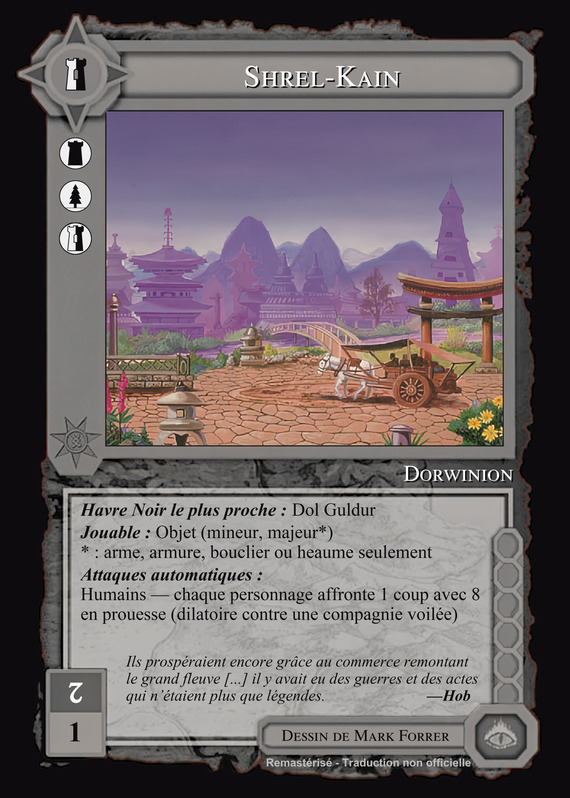 Shrel-Kain
Dorwinion
Havre Noir le plus proche : Dol Guldur
Jouable : Objet (mineur, majeur*)
* : arme, armure, bouclier ou heaume seulement
Attaques automatiques :
Humains — chaque personnage affronte 1 coup avec 8
en prouesse (dilatoire contre une compagnie voilée)
Ils prospéraient encore grâce au commerce remontant
le grand fleuve [...] il y avait eu des guerres et des actes
qui n'étaient plus que légendes. —Hob
2
1
Dessin de Mark Forrer
Remastérisé - Traduction non officielle